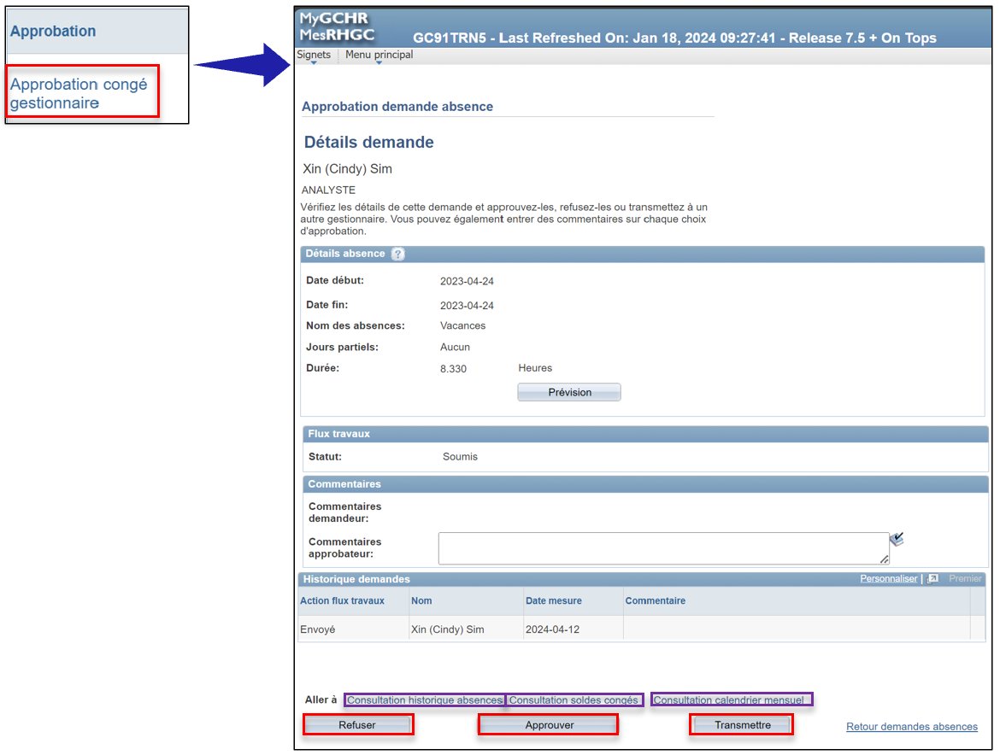 Approbation
Approbation congé
gestionnaire
MyGCHR
MesRHGC
GC91TRN5 - Last Refreshed On: Jan 18, 2024 09:27:41 - Release 7.5 + On Tops
Signets Menu principal
Approbation demande absence
Détails demande
Xin (Cindy) Sim
ANALYSTE
Vérifiez les détails de cette demande et approuvez-les, refusez-les ou transmettez à un
autre gestionnaire. Vous pouvez également entrer des commentaires sur chaque choix
d'approbation.
Détails absence ?
Date début: 2023-04-24
Date fin: 2023-04-24
Nom des absences: Vacances
Jours partiels: Aucun
Durée: 8.330 Heures
Prévision
Flux travaux
Statut: Soumis
Commentaires
Commentaires
demandeur:
Commentaires
approbateur:
Historique demandes Personnaliser | Premier
Action flux travaux Nom Date mesure Commentaire
Envoyé Xin (Cindy) Sim 2024-04-12
Aller à Consultation historique absences Consultation soldes congés Consultation calendrier mensuel
Refuser Approuver Transmettre Retour demandes absences